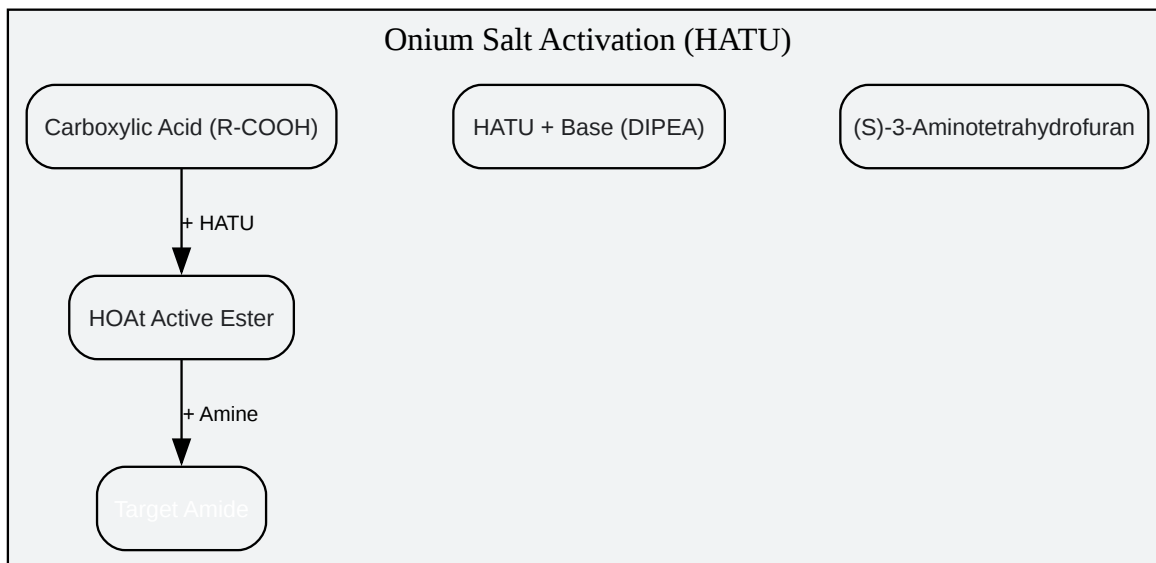 Onium Salt Activation (HATU)
Carboxylic Acid (R-COOH)
HATU + Base (DIPEA)
(S)-3-Aminotetrahydrofuran
+ HATU
HOAt Active Ester
+ Amine
Target Amide